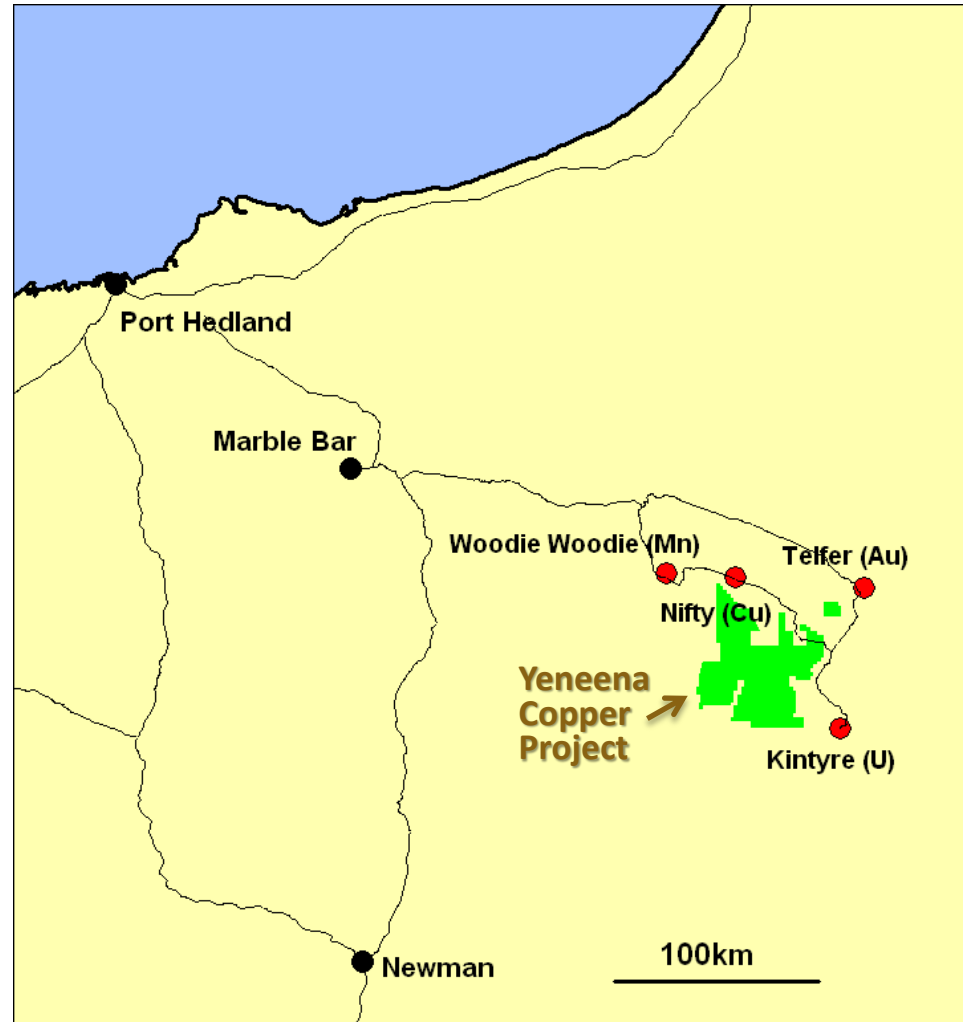 Port Hedland
Marble Bar
Woodie Woodie (Mn)
Telfer (Au)
Nifty (Cu)
Yeneena
Copper
Project
Kintyre (U)
100km
Newman